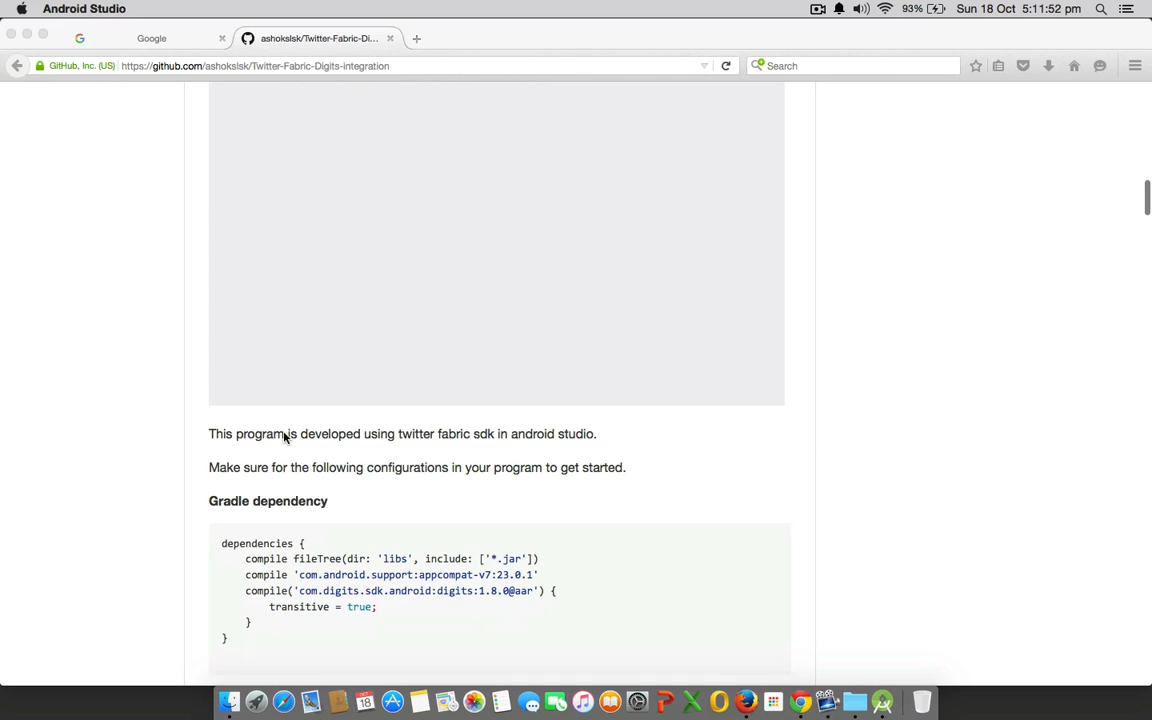 Android Studio
93%
Sun 18 Oct 5:11:52 pm
G
Google
ashokslsk/Twitter-Fabric-Di...
GitHub, Inc. (US)
https://github.com/ashokslsk/Twitter-Fabric-Digits-integration
Search
This program is developed using twitter fabric sdk in android studio.
Make sure for the following configurations in your program to get started.
Gradle dependency
dependencies {
compile fileTree(dir: 'libs', include: ['*.jar'])
compile 'com.android.support:appcompat-v7:23.0.1'
compile('com.digits.sdk.android:digits:1.8.0@aar') {
transitive = true;
}
}
18